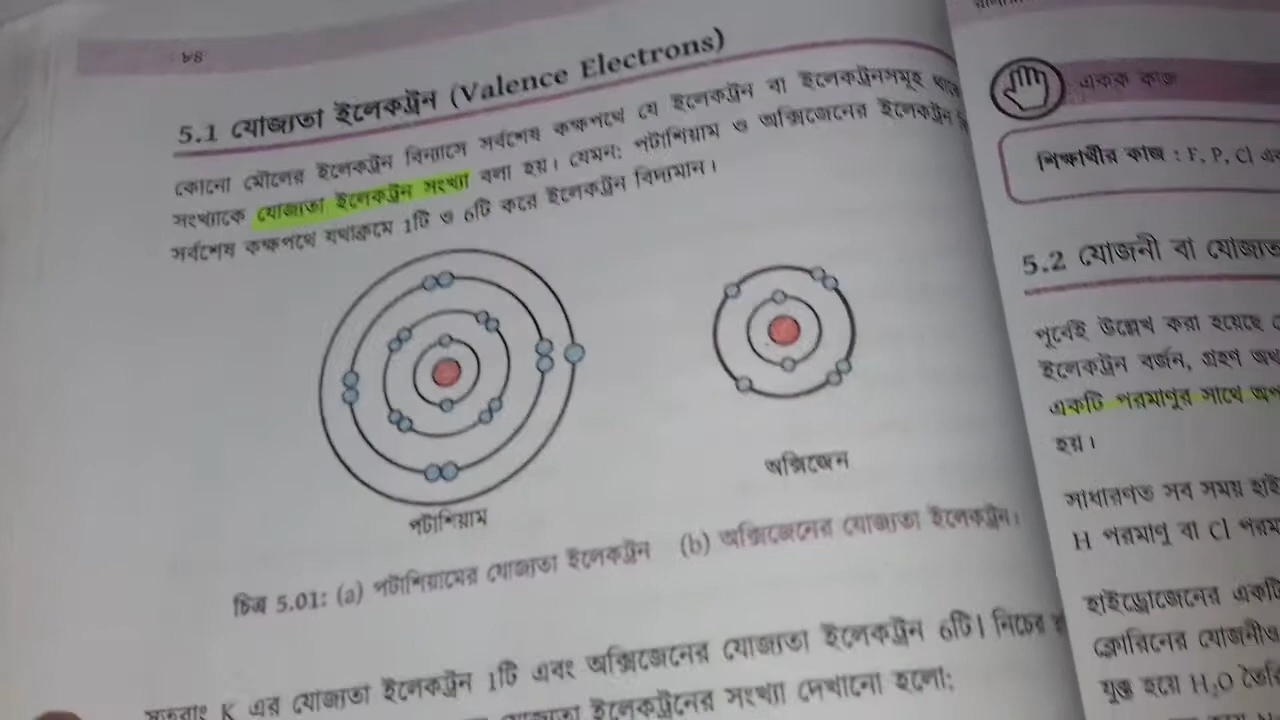 ৮৪
5.1 যোজ্যতা ইলেকট্রন (Valence Electrons)
কোনো মৌলের ইলেকট্রন বিন্যাসে সর্বশেষ কক্ষপথে যে ইলেকট্রন বা ইলেকট্রনসমূহ থাকে
সংখ্যাকে যোজ্যতা ইলেকট্রন সংখ্যা বলা হয়। যেমন: পটাশিয়াম ও অক্সিজেনের ইলেকট্রন
সর্বশেষ কক্ষপথে যথাক্রমে 1টি ও 6টি করে ইলেকট্রন বিদ্যমান।
পটাশিয়াম
অক্সিজেন
চিত্র 5.01: (a) পটাশিয়ামের যোজ্যতা ইলেকট্রন (b) অক্সিজেনের যোজ্যতা ইলেকট্রন।
সুতরাং K এর যোজ্যতা ইলেকট্রন 1টি এবং অক্সিজেনের যোজ্যতা ইলেকট্রন 6টি। নিচের
যোজ্যতা ইলেকট্রনের সংখ্যা দেখানো হলো:
একক কাজ
শিক্ষার্থীর কাজ : F, P, Cl
5.2 যোজনী বা
পূর্বেই উল্লেখ করা হয়েছে
ইলেকট্রন বর্জন, গ্রহণ
একটি পরমাণুর সাথে
হয়।
সাধারণত সব সময়
H পরমাণু বা Cl
হাইড্রোজেনের একটি
ক্লোরিনের যোজনীও
যুক্ত হয়ে H₂O